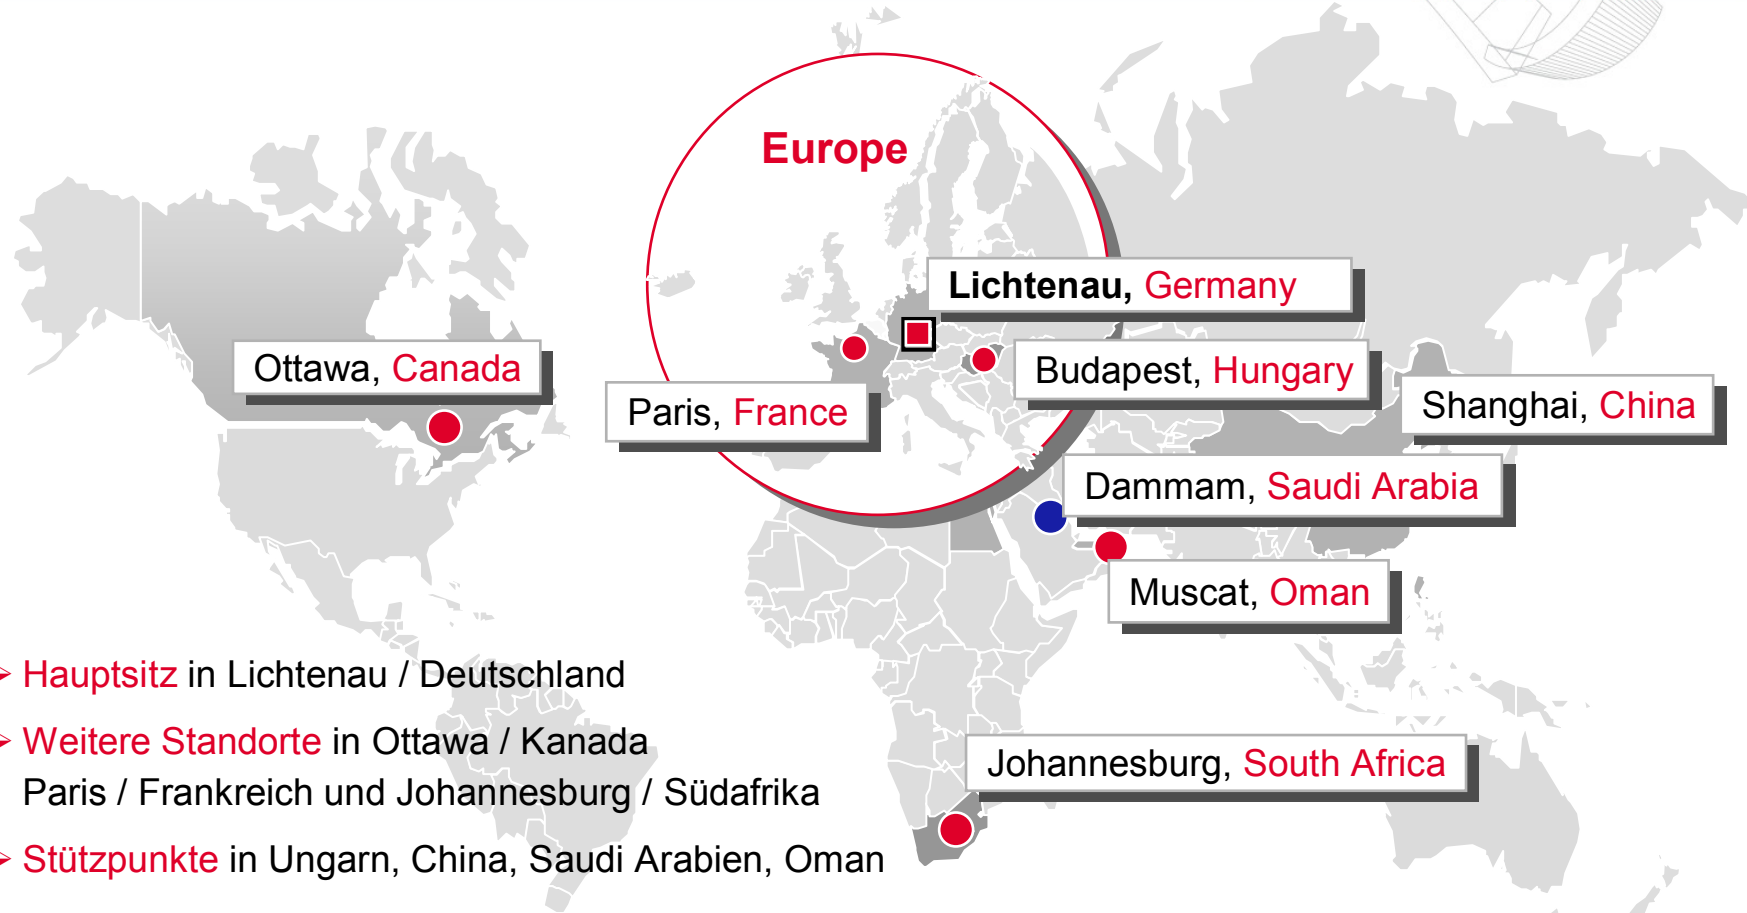 Europe
Lichtenau, Germany
Ottawa, Canada
Budapest, Hungary
Paris, France
Shanghai, China
Dammam, Saudi Arabia
Muscat, Oman
Hauptsitz in Lichtenau / Deutschland
Weitere Standorte in Ottawa / Kanada
Paris / Frankreich und Johannesburg / Südafrika
Johannesburg, South Africa
Stützpunkte in Ungarn, China, Saudi Arabien, Oman